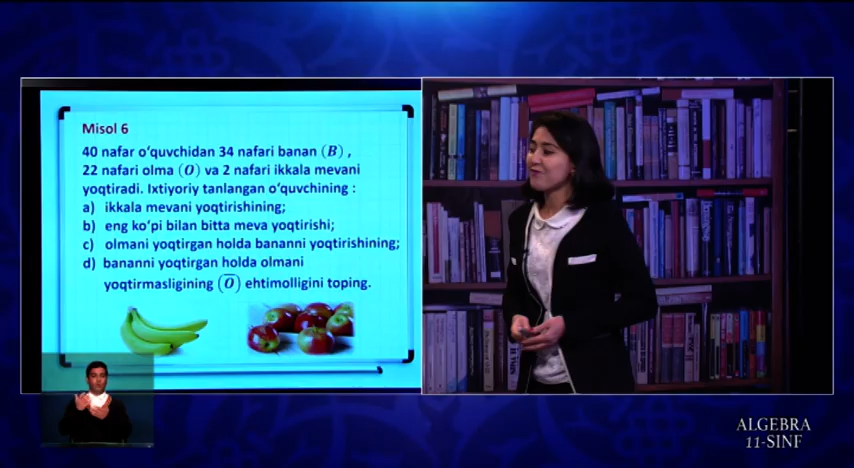 Misol 6
40 nafar o‘quvchidan 34 nafari banan (B) ,
22 nafari olma (O) va 2 nafari ikkala mevani
yoqtiradi. Ixtiyoriy tanlangan o‘quvchining :
a) ikkala mevani yoqtirishining;
b) eng ko‘pi bilan bitta meva yoqtirishi;
c) olmani yoqtirgan holda bananni yoqtirishining;
d) bananni yoqtirgan holda olmani
yoqtirmasligining (O̅) ehtimolligini toping.
ALGEBRA
11-SINF